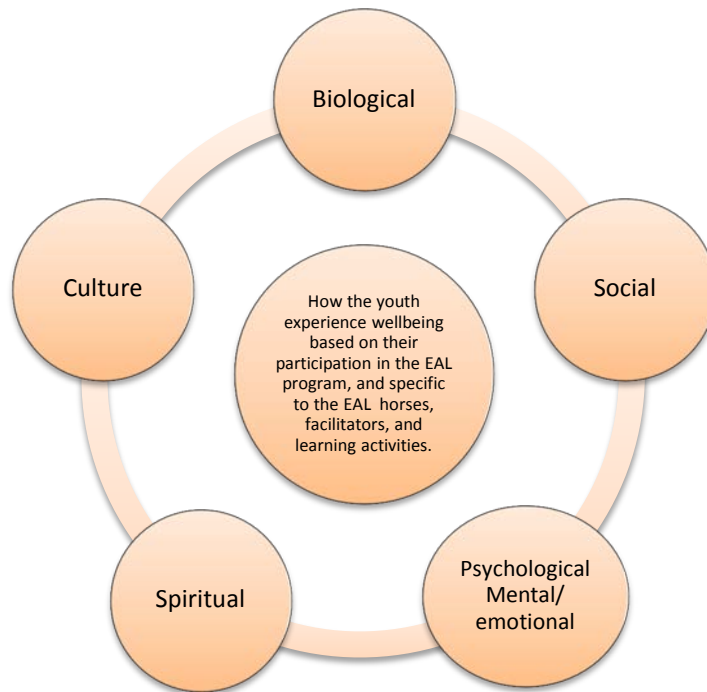 Biological
Culture
Social
How the youth
experience wellbeing
based on their
participation in the EAL
program, and specific
to the EAL horses,
facilitators, and
learning activities.
Spiritual
Psychological
Mental/
emotional